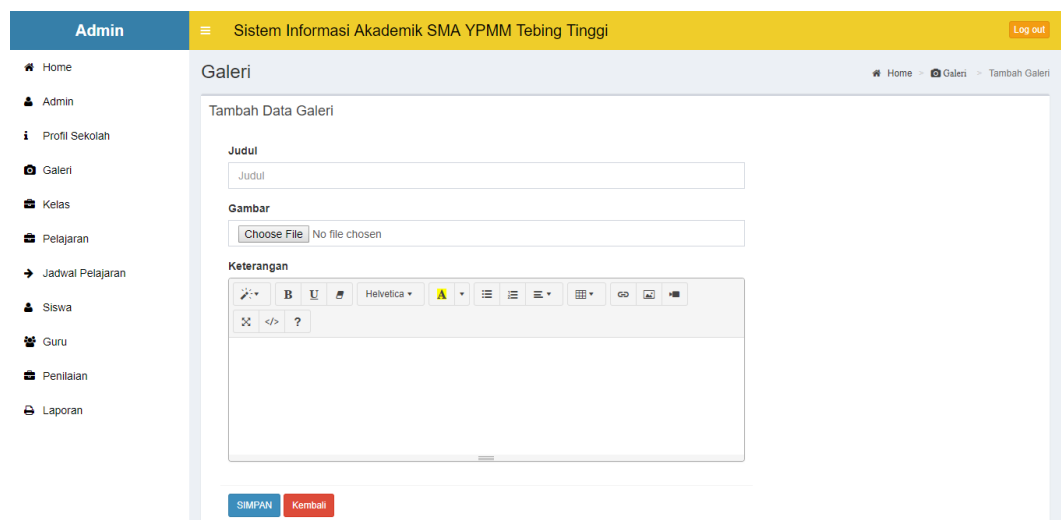 Admin
Sistem Informasi Akademik SMA YPMM Tebing Tinggi
Log out
Home
Admin
Profil Sekolah
Galeri
Kelas
Pelajaran
Jadwal Pelajaran
Siswa
Guru
Penilaian
Laporan
Galeri
Home > Galeri > Tambah Galeri
Tambah Data Galeri
Judul
Judul
Gambar
Choose File No file chosen
Keterangan
B U Helvetica A
</> ?
SIMPAN Kembali